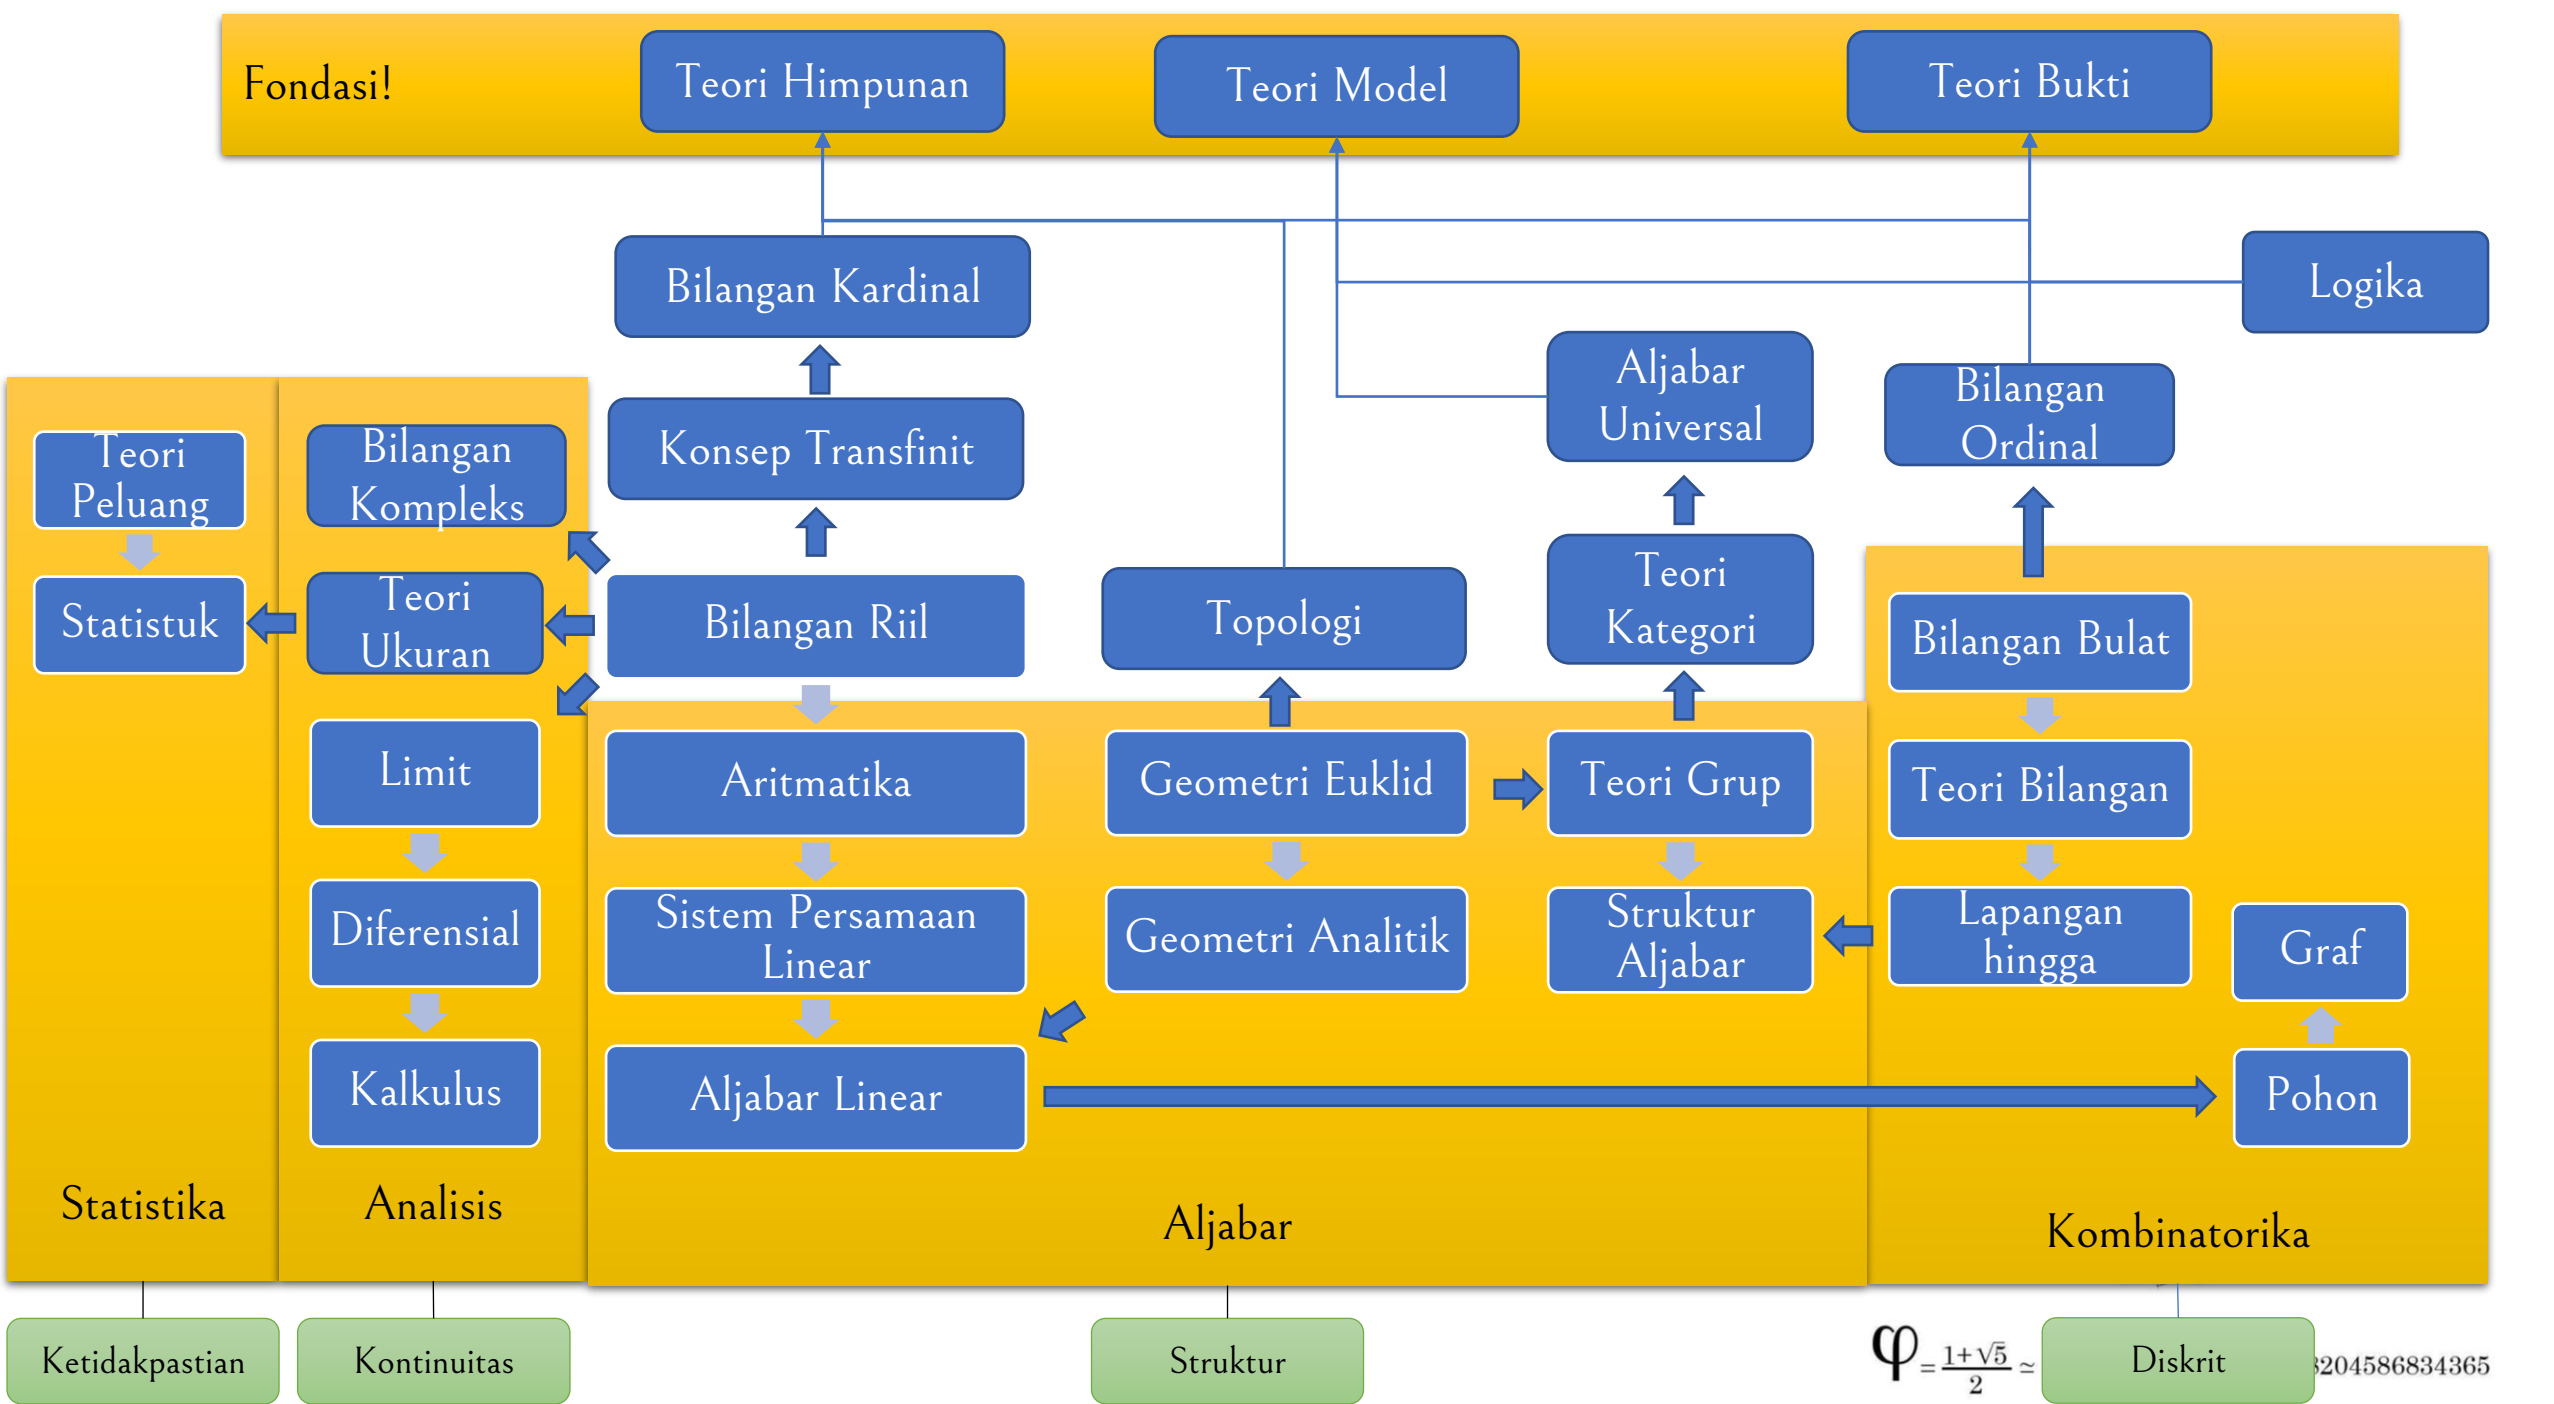 Fondasi!
Teori Himpunan
Teori Model
Teori Bukti
Bilangan Kardinal
Logika
Aljabar
Universal
Bilangan
Ordinal
Konsep Transfinit
Teori
Peluang
Bilangan
Kompleks
Statistuk
Teori
Ukuran
Bilangan Riil
Topologi
Teori
Kategori
Bilangan Bulat
Limit
Aritmatika
Geometri Euklid
Teori Grup
Teori Bilangan
Diferensial
Sistem Persamaan
Linear
Geometri Analitik
Struktur
Aljabar
Lapangan
hingga
Graf
Kalkulus
Aljabar Linear
Pohon
Statistika
Analisis
Aljabar
Kombinatorika
Ketidakpastian
Kontinuitas
Struktur
φ = 1+√5 / 2 ≃
Diskrit
204586834365